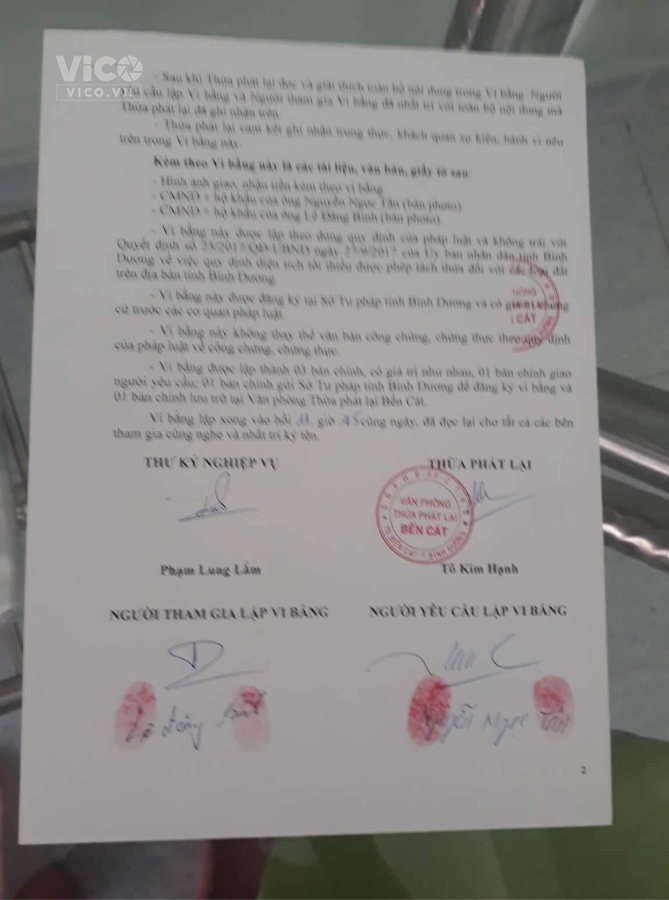 VICO
VICO.VN
- Sau khi Thừa phát lại đọc và giải thích toàn bộ nội dung trong Vi bằng. Người
yêu cầu lập Vi bằng và Người tham gia Vi bằng đã nhất trí với toàn bộ nội dung mà
Thừa phát lại đã ghi nhận trên.
- Thừa phát lại cam kết ghi nhận trung thực, khách quan sự kiện, hành vi nêu
trên trong Vi bằng này.
Kèm theo Vi bằng này là các tài liệu, văn bản, giấy tờ sau
- Hình ảnh giao, nhận tiền kèm theo vi bằng
- CMND + hộ khẩu của ông Nguyễn Ngọc Tân (bản photo)
- CMND + hộ khẩu của ông Lê Đăng Bình (bản photo)
- Vi bằng này được lập theo đúng quy định của pháp luật và không trái với
Quyết định số 25/2017/QĐ-UBND ngày 27/9/2017 của Ủy ban nhân dân tỉnh Bình
Dương về việc quy định diện tích tối thiểu được phép tách thửa đối với các loại đất
trên địa bàn tỉnh Bình Dương.
- Vi bằng này được đăng ký tại Sở Tư pháp tỉnh Bình Dương và có giá trị chứng
cứ trước các cơ quan pháp luật.
- Vi bằng này không thay thế văn bản công chứng, chứng thực theo quy định
của pháp luật về công chứng, chứng thực.
- Vi bằng được lập thành 03 bản chính, có giá trị như nhau, 01 bản chính giao
người yêu cầu; 01 bản chính gửi Sở Tư pháp tỉnh Bình Dương để đăng ký vi bằng và
01 bản chính lưu trữ tại Văn phòng Thừa phát lại Bến Cát.
Vi bằng lập xong vào hồi giờ cùng ngày, đã đọc lại cho tất cả các bên
tham gia cùng nghe và nhất trí ký tên.
THƯ KÝ NGHIỆP VỤ
THỪA PHÁT LẠI
VĂN PHÒNG
THỪA PHÁT LẠI
BẾN CÁT
Phạm Lung Lắm
Tô Kim Hạnh
NGƯỜI THAM GIA LẬP VI BẰNG
NGƯỜI YÊU CẦU LẬP VI BẰNG
Lê Đăng
Nguyễn Ngọc Tân
2